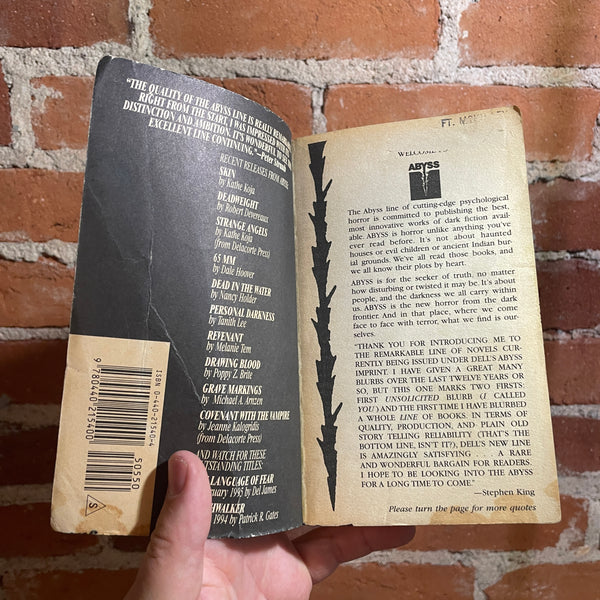 "THE QUALITY OF THE ABYSS LINE IS REALLY
RIGHT FROM THE START. I WAS IMPRESSED WITH
DISTINCTION AND AMBITION. IT'S WONDERFUL TO SEE
EXCELLENT LINE CONTINUING."—Peter Straub
RECENT RELEASES FROM ABYSS:
SKIN
by Kathe Koja
DEADWEIGHT
by Robert Devereaux
STRANGE ANGELS
by Kathe Koja
(from Delacorte Press)
65 MM
by Dale Hoover
DEAD IN THE WATER
by Nancy Holder
PERSONAL DARKNESS
by Tanith Lee
REVENANT
by Melanie Tem
DRAWING BLOOD
by Poppy Z. Brite
GRAVE MARKINGS
by Michael A. Arnzen
COVENANT WITH THE VAMPIRE
by Jeanne Kalogridis
(from Delacorte Press)
AND WATCH FOR THESE
OUTSTANDING TITLES:
LANGUAGE OF FEAR
1995 by Del James
1994 by Patrick R. Gates
ISBN 0-440-21540-4
9 780440 215400
50550
S
FT.
WELCOME
ABYSS
The Abyss line of cutting-edge psychological
horror is committed to publishing the best,
most innovative works of dark fiction avail-
able. ABYSS is horror unlike anything you've
ever read before. It's not about haunted
houses or evil children or ancient Indian bur-
ial grounds. We've all read those books, and
we all know their plots by heart.
ABYSS is for the seeker of truth, no matter
how disturbing or twisted it may be. It's about
people, and the darkness we all carry within
us. ABYSS is the new horror from the dark
frontier. And in that place, where we come
face to face with terror, what we find is our-
selves.
"THANK YOU FOR INTRODUCING ME TO
THE REMARKABLE LINE OF NOVELS CUR-
RENTLY BEING ISSUED UNDER DELL'S ABYSS
IMPRINT. I HAVE GIVEN A GREAT MANY
BLURBS OVER THE LAST TWELVE YEARS OR
SO, BUT THIS ONE MARKS TWO FIRSTS:
FIRST UNSOLICITED BLURB (I CALLED
YOU) AND THE FIRST TIME I HAVE BLURBED
A WHOLE LINE OF BOOKS. IN TERMS OF
QUALITY, PRODUCTION, AND PLAIN OLD
STORY TELLING RELIABILITY (THAT'S THE
BOTTOM LINE, ISN'T IT?), DELL'S NEW LINE
IS AMAZINGLY SATISFYING . . . A RARE
AND WONDERFUL BARGAIN FOR READERS.
I HOPE TO BE LOOKING INTO THE ABYSS
FOR A LONG TIME TO COME."
—Stephen King
Please turn the page for more quotes